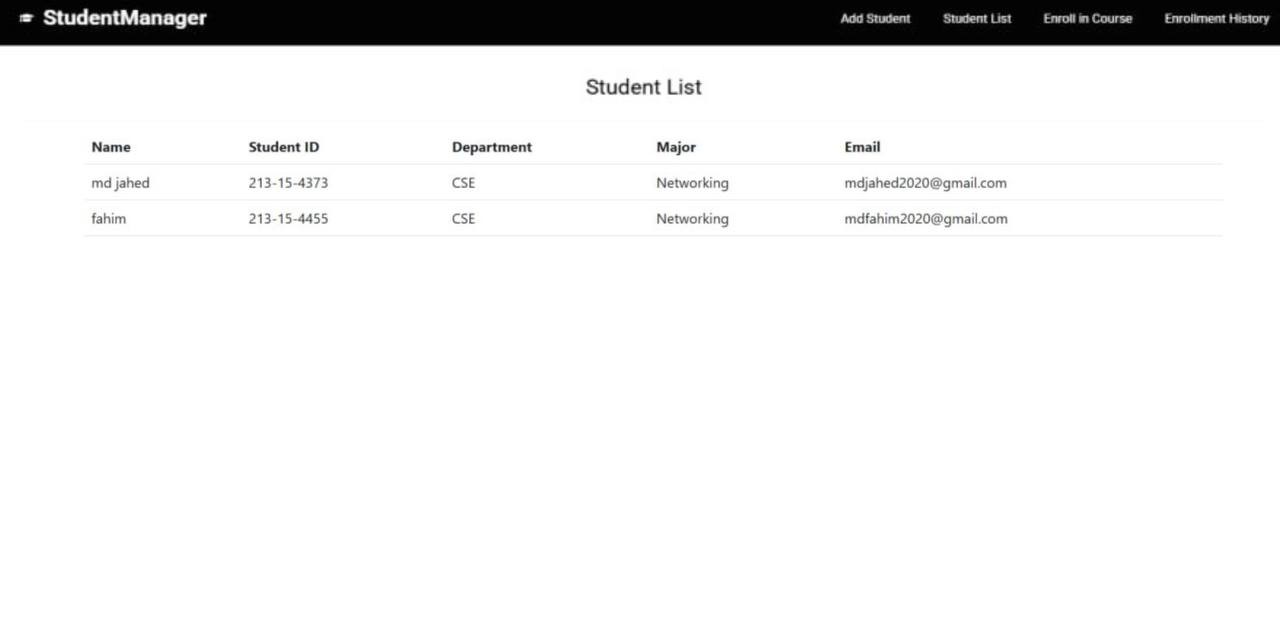 StudentManager Add Student Student List Enroll in Course Enrollment History
Student List
Name Student ID Department Major Email
md jahed 213-15-4373 CSE Networking mdjahed2020@gmail.com
fahim 213-15-4455 CSE Networking mdfahim2020@gmail.com